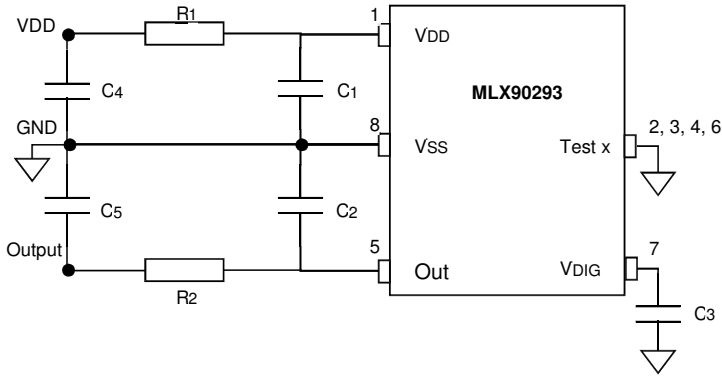 R1
1
VDD
VDD
C4
C1
MLX90293
GND
8
VSS
Test x
2, 3, 4, 6
C5
C2
Output
5
Out
7
VDIG
R2
C3